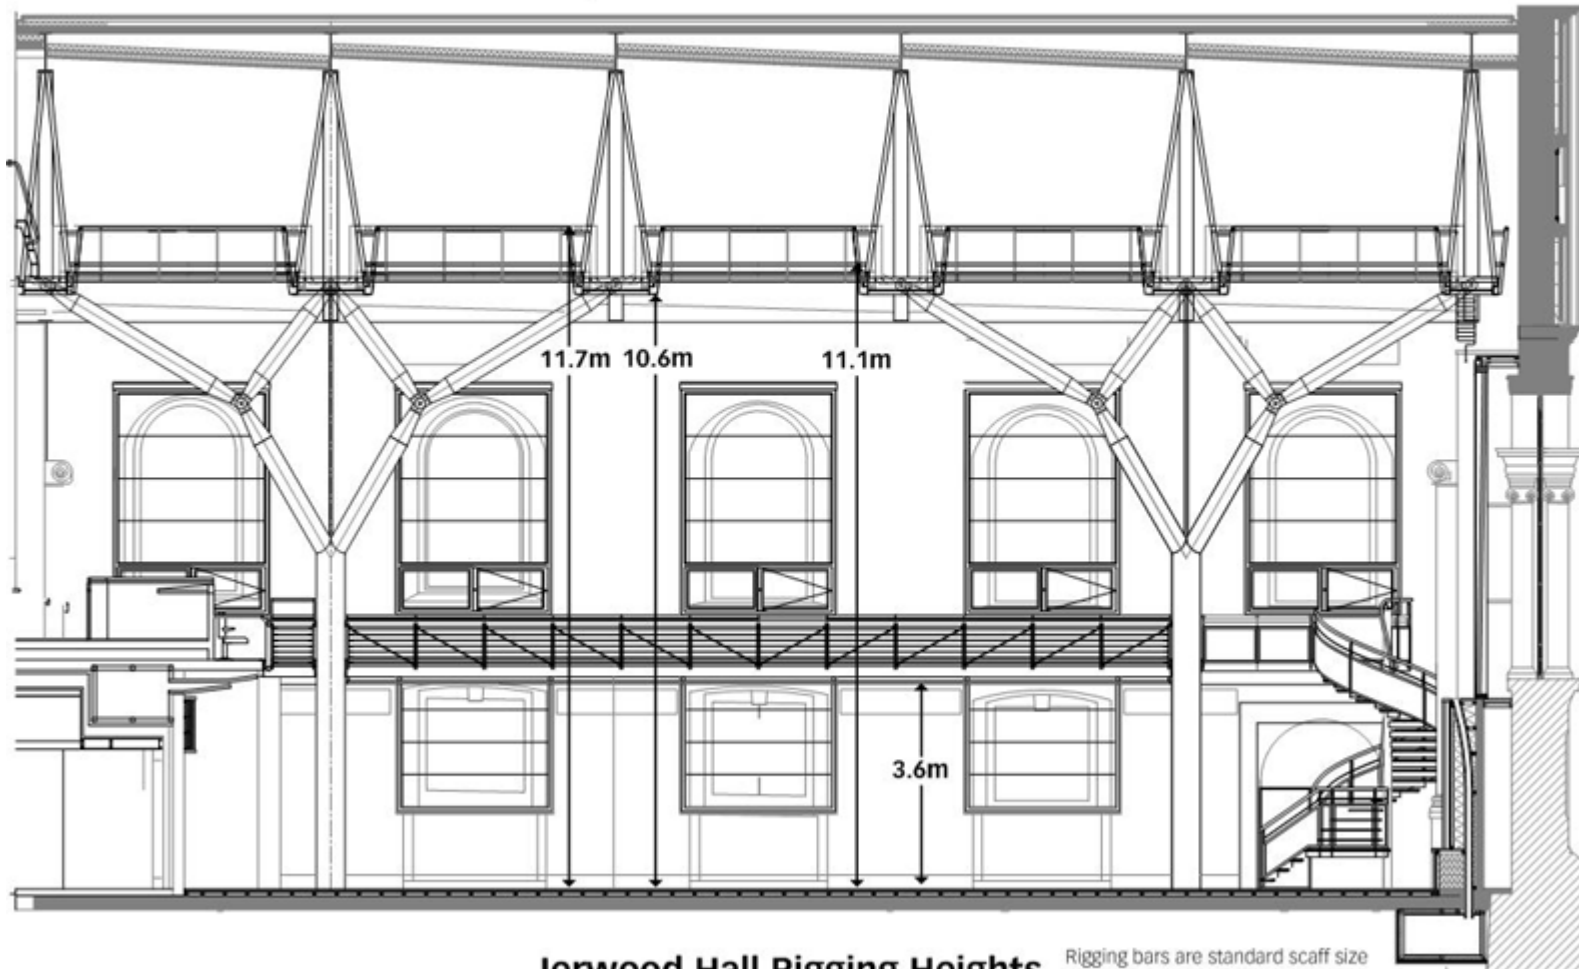 11.7m 10.6m 11.1m
3.6m
Jerwood Hall Rigging Heights
Rigging bars are standard scaff size